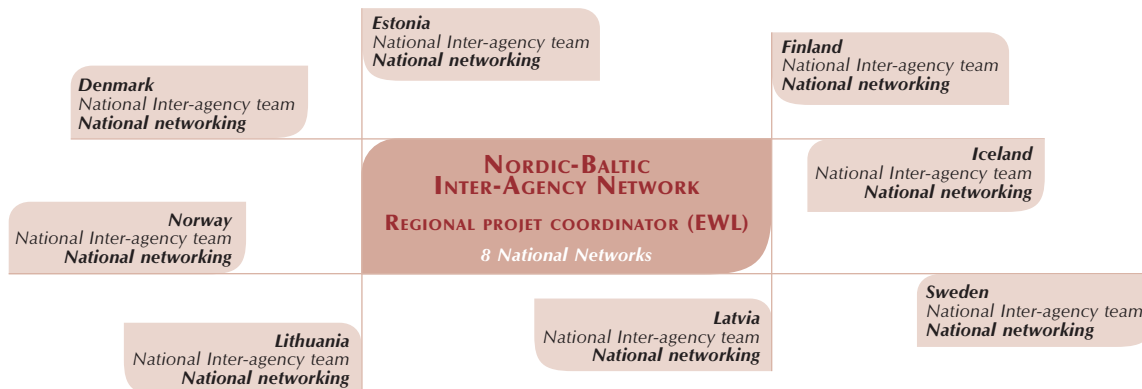 Estonia
National Inter-agency team
National networking
Finland
National Inter-agency team
National networking
Denmark
National Inter-agency team
National networking
Nordic-Baltic
Inter-Agency Network
Regional projet coordinator (EWL)
8 National Networks
Iceland
National Inter-agency team
National networking
Norway
National Inter-agency team
National networking
Sweden
National Inter-agency team
National networking
Latvia
National Inter-agency team
National networking
Lithuania
National Inter-agency team
National networking